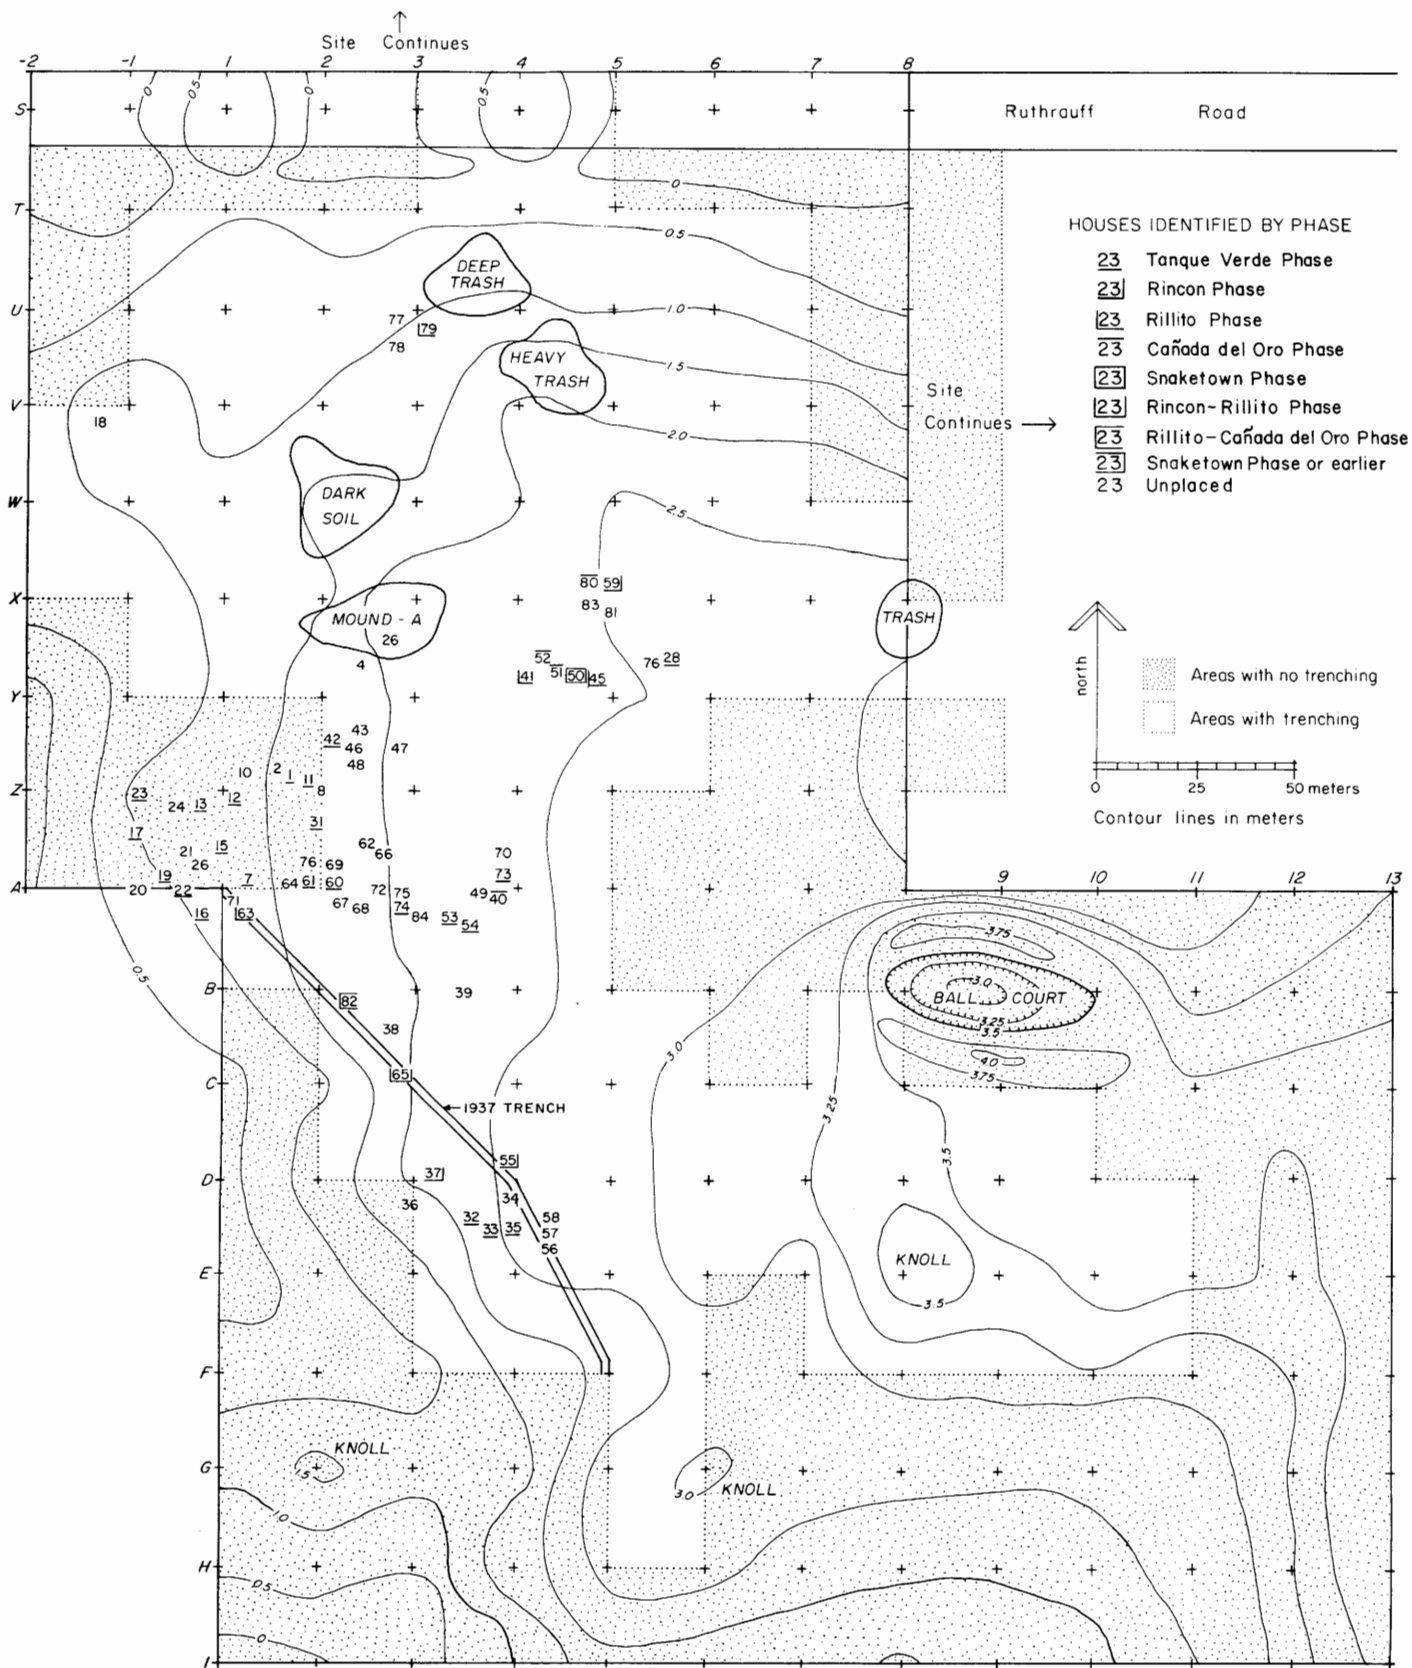 Site Continues
-2 -1 1 2 3 4 5 6 7 8
S
0 0.5 0 0.5
Ruthrauff Road
T
0
0.5
HOUSES IDENTIFIED BY PHASE
23 Tanque Verde Phase
23 Rincon Phase
23 Rillito Phase
23 Cañada del Oro Phase
23 Snaketown Phase
23 Rincon-Rillito Phase
23 Rillito-Cañada del Oro Phase
23 Snaketown Phase or earlier
23 Unplaced
DEEP
TRASH
U
1.0
77
79
78
HEAVY
TRASH
1.5
Site
Continues
V
18
2.0
DARK
SOIL
W
2.5
80 59
X
83 81
MOUND - A
26
TRASH
4
52
51
41 50 45
76 28
north
Areas with no trenching
Areas with trenching
Y
42 43
46 47
48
10 2 1 11
8
Z
23 24 13 12
0 25 50 meters
Contour lines in meters
17
31
15
21
26
62
66
70
76 69
19
7
64 61 60
73
A
20 22
72 75
49 40
9 10 11 12 13
71
67 68
74 84
16 63
53 54
3.75
0.5
B
82
39
3.0
BALL COURT
3.25
3.5
38
3.0
4.0
3.75
C
65
1937 TRENCH
3.25
3.5
55
D
37
34
36
32 33 35
58
57
56
KNOLL
E
3.5
F
KNOLL
G
1.5
3.0
KNOLL
1.0
H
0.5
0
I